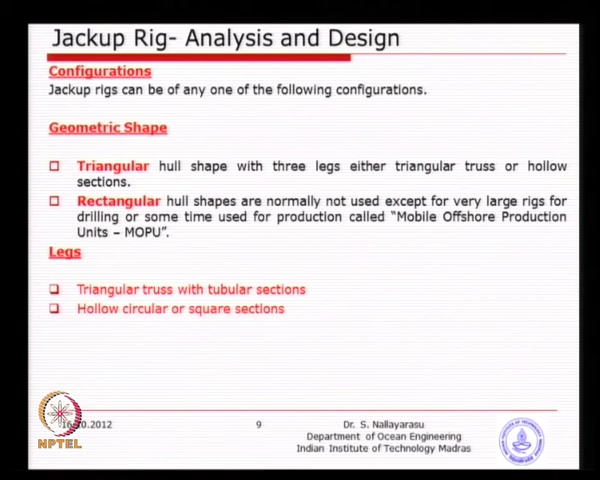 Jackup Rig- Analysis and Design
Configurations
Jackup rigs can be of any one of the following configurations.
Geometric Shape
Triangular hull shape with three legs either triangular truss or hollow
sections.
Rectangular hull shapes are normally not used except for very large rigs for
drilling or some time used for production called “Mobile Offshore Production
Units – MOPU”.
Legs
Triangular truss with tubular sections
Hollow circular or square sections
9
Dr. S. Nallayarasu
Department of Ocean Engineering
Indian Institute of Technology Madras
NPTEL